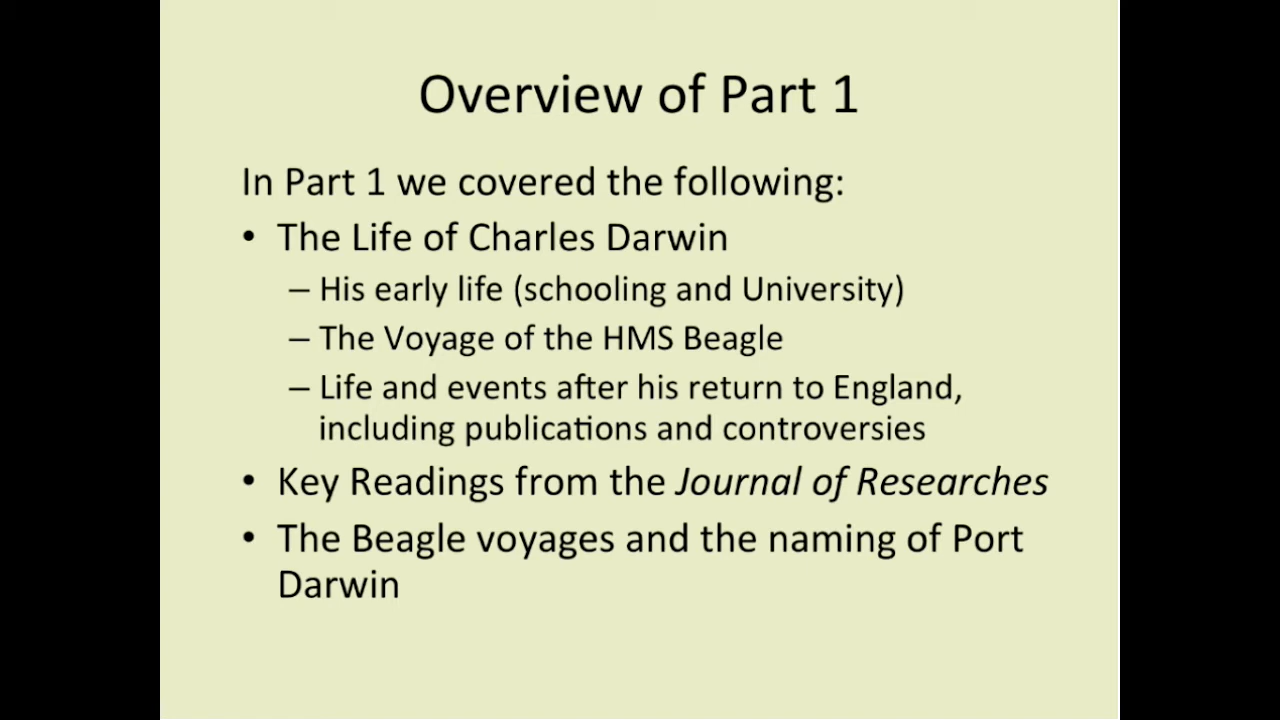 Overview of Part 1
In Part 1 we covered the following:
• The Life of Charles Darwin
– His early life (schooling and University)
– The Voyage of the HMS Beagle
– Life and events after his return to England,
including publications and controversies
• Key Readings from the Journal of Researches
• The Beagle voyages and the naming of Port
Darwin